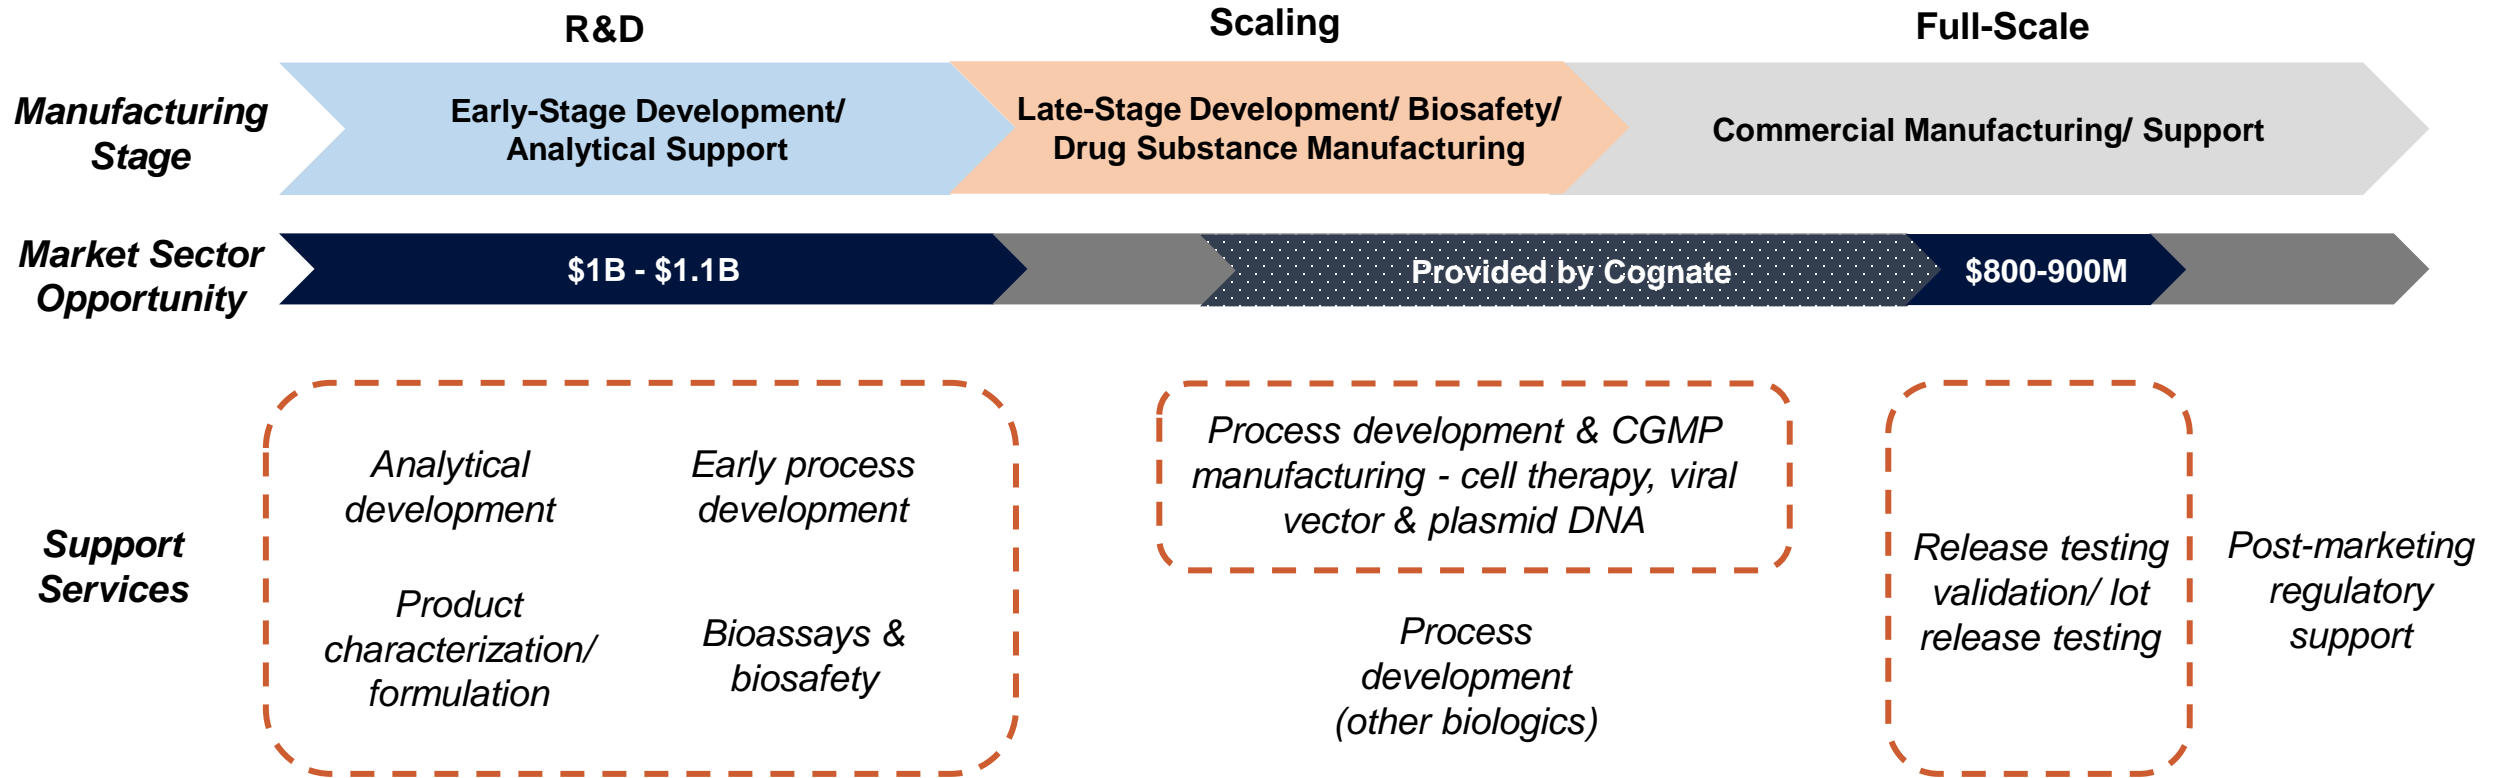 R&D
Scaling
Full-Scale
Manufacturing
Stage
Early-Stage Development/
Analytical Support
Late-Stage Development/ Biosafety/
Drug Substance Manufacturing
Commercial Manufacturing/ Support
Market Sector
Opportunity
$1B - $1.1B
Provided by Cognate
$800-900M
Support
Services
Analytical
development
Early process
development
Product
characterization/
formulation
Bioassays &
biosafety
Process development & CGMP
manufacturing - cell therapy, viral
vector & plasmid DNA
Process
development
(other biologics)
Release testing
validation/ lot
release testing
Post-marketing
regulatory
support